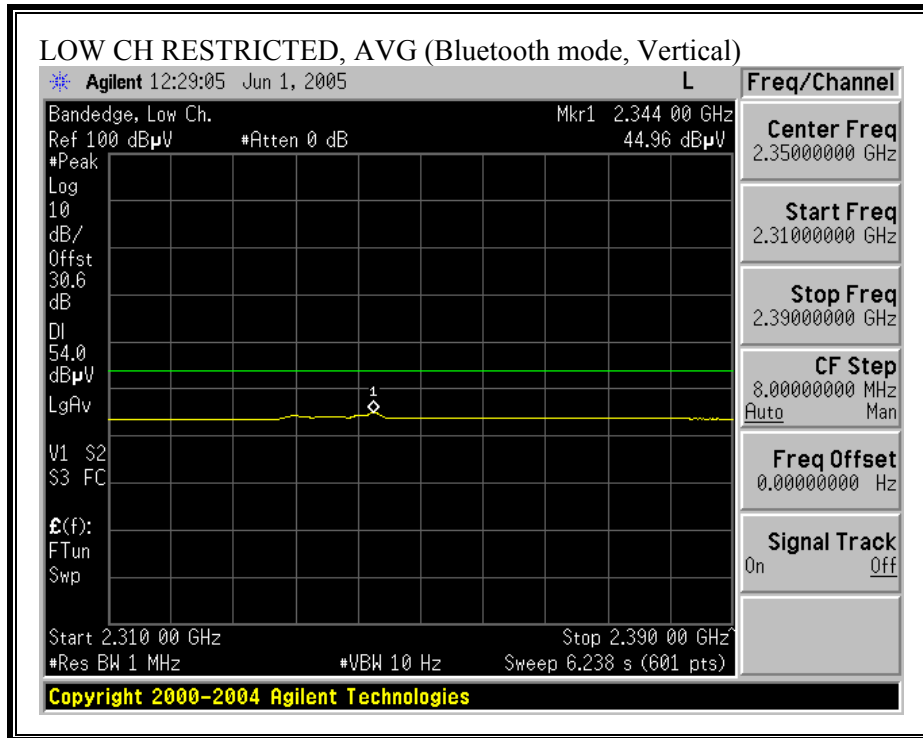 LOW CH RESTRICTED, AVG (Bluetooth mode, Vertical)
Agilent 12:29:05 Jun 1, 2005 L
Freq/Channel
Bandedge, Low Ch. Mkr1 2.344 00 GHz
Ref 100 dBµV #Atten 0 dB 44.96 dBµV
#Peak
Log
10
dB/
Offst
30.6
dB
DI
54.0
dBµV
LgAv
1
V1 S2
S3 FC
£(f):
FTun
Swp
Start 2.310 00 GHz Stop 2.390 00 GHz^
#Res BW 1 MHz #VBW 10 Hz Sweep 6.238 s (601 pts)
Center Freq
2.35000000 GHz
Start Freq
2.31000000 GHz
Stop Freq
2.39000000 GHz
CF Step
8.00000000 MHz
Auto Man
Freq Offset
0.00000000 Hz
Signal Track
On Off
Copyright 2000-2004 Agilent Technologies